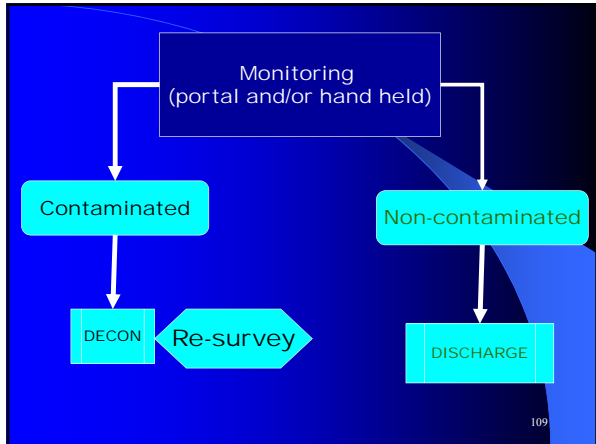 Monitoring
(portal and/or hand held)
Contaminated
Non-contaminated
DECON
Re-survey
DISCHARGE
109